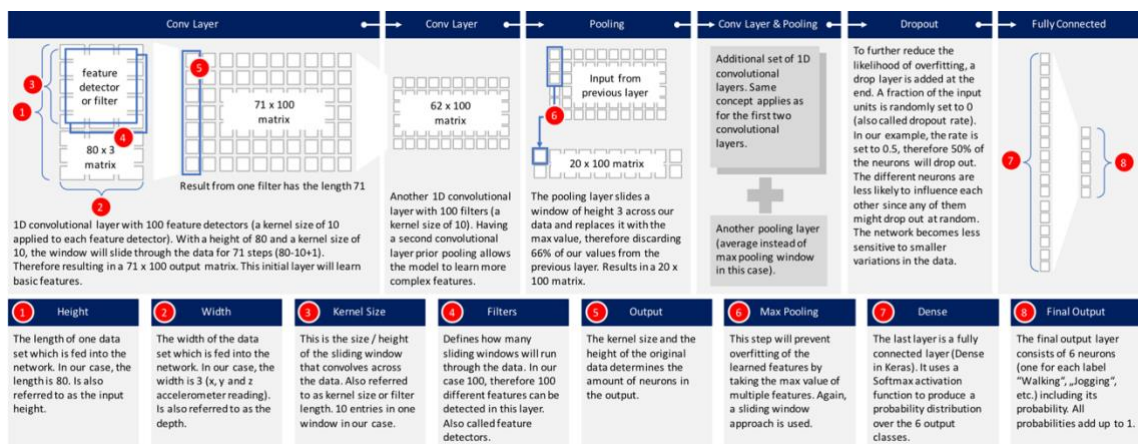 Conv Layer
Conv Layer
Pooling
Conv Layer & Pooling
Dropout
Fully Connected
3
1
feature
detector
or filter
4
80 x 3
matrix
2
5
71 x 100
matrix
Result from one filter has the length 71
1D convolutional layer with 100 feature detectors (a kernel size of 10
applied to each feature detector). With a height of 80 and a kernel size of
10, the window will slide through the data for 71 steps (80-10+1).
Therefore resulting in a 71 x 100 output matrix. This initial layer will learn
basic features.
62 x 100
matrix
Another 1D convolutional
layer with 100 filters (a
kernel size of 10). Having
a second convolutional
layer prior pooling allows
the model to learn more
complex features.
Input from
previous layer
6
20 x 100 matrix
The pooling layer slides a
window of height 3 across our
data and replaces it with the
max value, therefore discarding
66% of our values from the
previous layer. Results in a 20 x
100 matrix.
Additional set of 1D
convolutional
layers. Same
concept applies as
for the first two
convolutional
layers.
Another pooling layer
(average instead of
max pooling window
in this case).
To further reduce the
likelihood of overfitting, a
drop layer is added at the
end. A fraction of the input
units is randomly set to 0
(also called dropout rate).
In our example, the rate is
set to 0.5, therefore 50% of
the neurons will drop out.
The different neurons are
less likely to influence each
other since any of them
might drop out at random.
The network becomes less
sensitive to smaller
variations in the data.
7
8
1 Height
The length of one data
set which is fed into the
network. In our case, the
length is 80. Is also
referred to as the input
height.
2 Width
The width of the data
set which is fed into the
network. In our case, the
width is 3 (x, y and z
accelerometer reading).
Is also referred to as the
depth.
3 Kernel Size
This is the size / height
of the sliding window
that convolves across
the data. Also referred
to as kernel size or filter
length. 10 entries in one
window in our case.
4 Filters
Defines how many
sliding windows will run
through the data. In our
case 100, therefore 100
different features can be
detected in this layer.
Also called feature
detectors.
5 Output
The kernel size and the
height of the original
data determines the
amount of neurons in
the output.
6 Max Pooling
This step will prevent
overfitting of the
learned features by
taking the max value of
multiple features. Again,
a sliding window
approach is used.
7 Dense
The last layer is a fully
connected layer (Dense
in Keras). It uses a
Softmax activation
function to produce a
probability distribution
over the 6 output
classes.
8 Final Output
The final output layer
consists of 6 neurons
(one for each label
"Walking", „Jogging",
etc.) including its
probability. All
probabilities add up to 1.